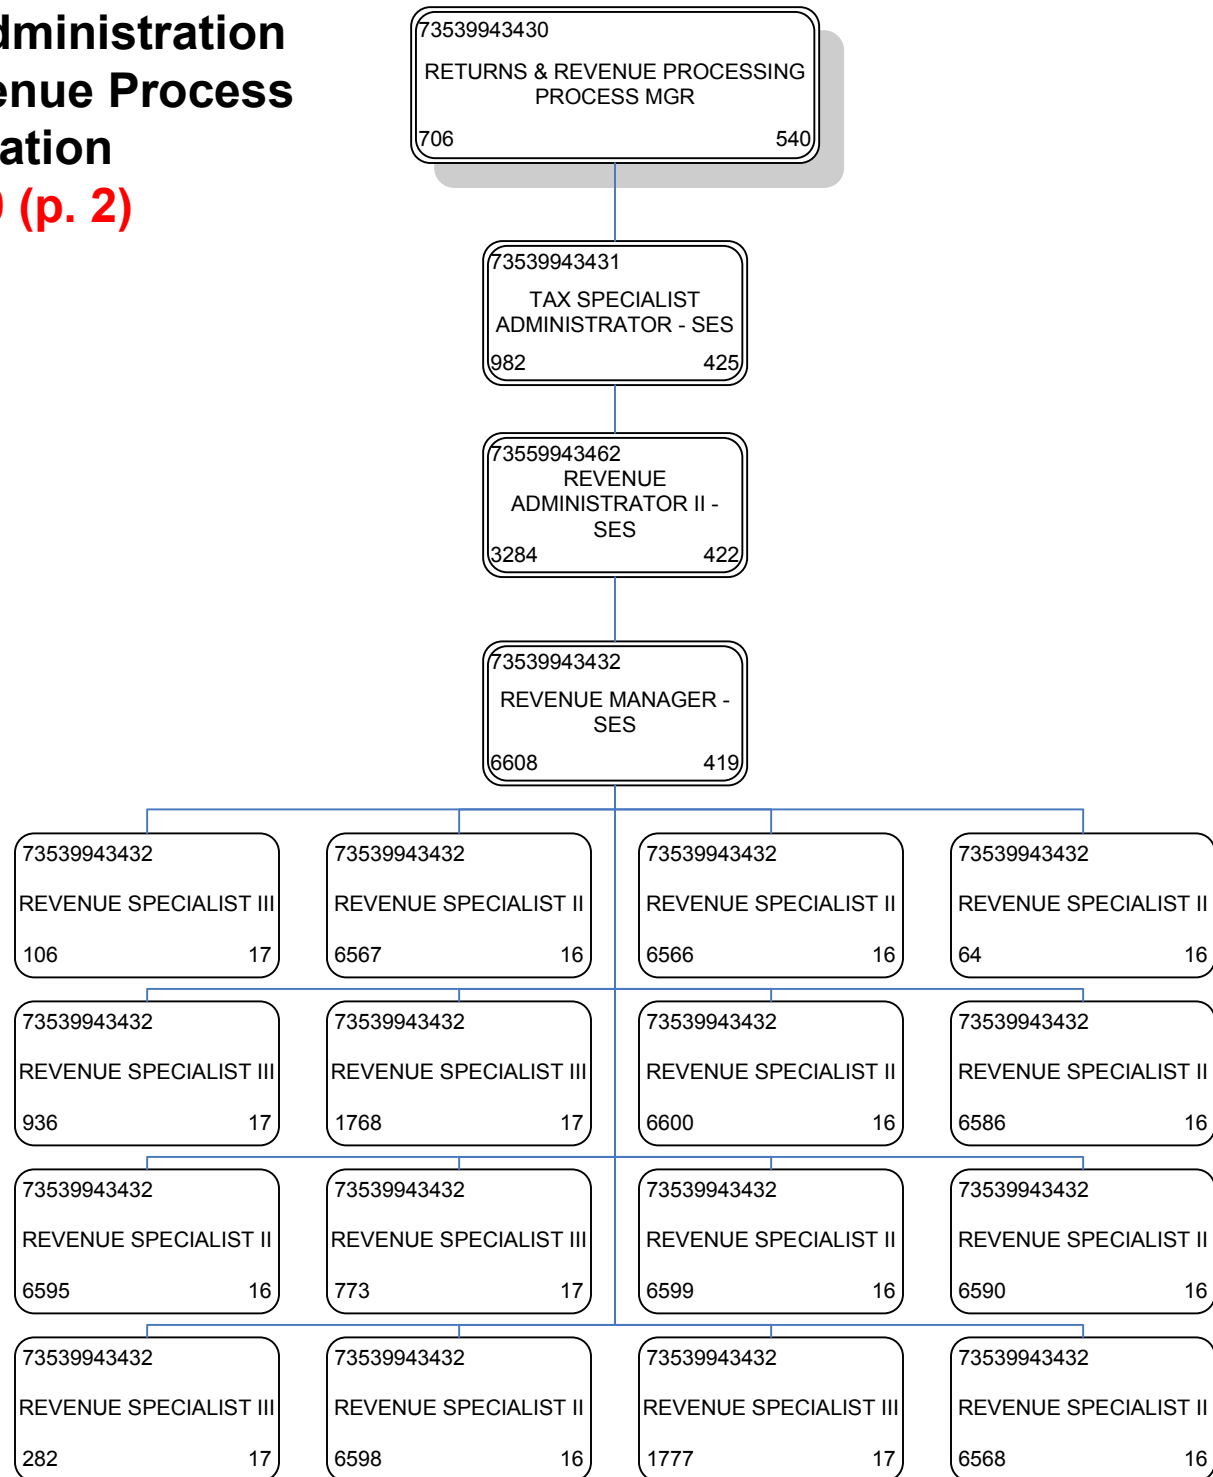 dministration
enue Process
ation
(p. 2)
73539943430
RETURNS & REVENUE PROCESSING
PROCESS MGR
706 540
73539943431
TAX SPECIALIST
ADMINISTRATOR - SES
982 425
73559943462
REVENUE
ADMINISTRATOR II -
SES
3284 422
73539943432
REVENUE MANAGER -
SES
6608 419
73539943432 73539943432 73539943432 73539943432
REVENUE SPECIALIST III REVENUE SPECIALIST II REVENUE SPECIALIST II REVENUE SPECIALIST II
106 17 6567 16 6566 16 64 16
73539943432 73539943432 73539943432 73539943432
REVENUE SPECIALIST III REVENUE SPECIALIST III REVENUE SPECIALIST II REVENUE SPECIALIST II
936 17 1768 17 6600 16 6586 16
73539943432 73539943432 73539943432 73539943432
REVENUE SPECIALIST II REVENUE SPECIALIST III REVENUE SPECIALIST II REVENUE SPECIALIST II
6595 16 773 17 6599 16 6590 16
73539943432 73539943432 73539943432 73539943432
REVENUE SPECIALIST III REVENUE SPECIALIST II REVENUE SPECIALIST III REVENUE SPECIALIST II
282 17 6598 16 1777 17 6568 16